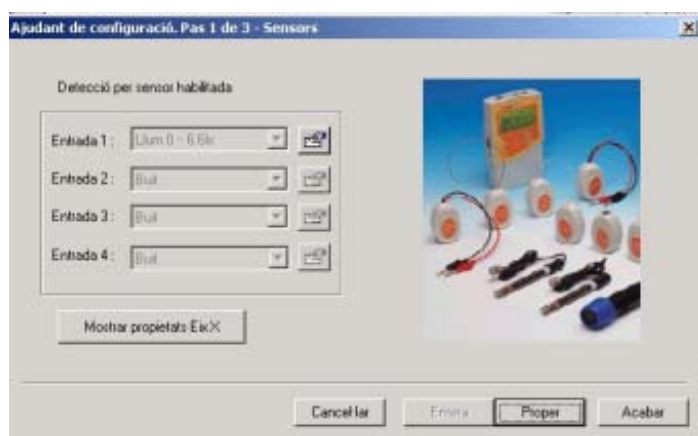 Ajudant de configuració. Pas 1 de 3 - Sensors
Detecció per sensor habilitada
Entrada 1 : Llum 0 - 6.6lx
Entrada 2 : Buit
Entrada 3 : Buit
Entrada 4 : Buit
Mostrar propietats Eix X
Cancel·lar Enrera Proper Acabar